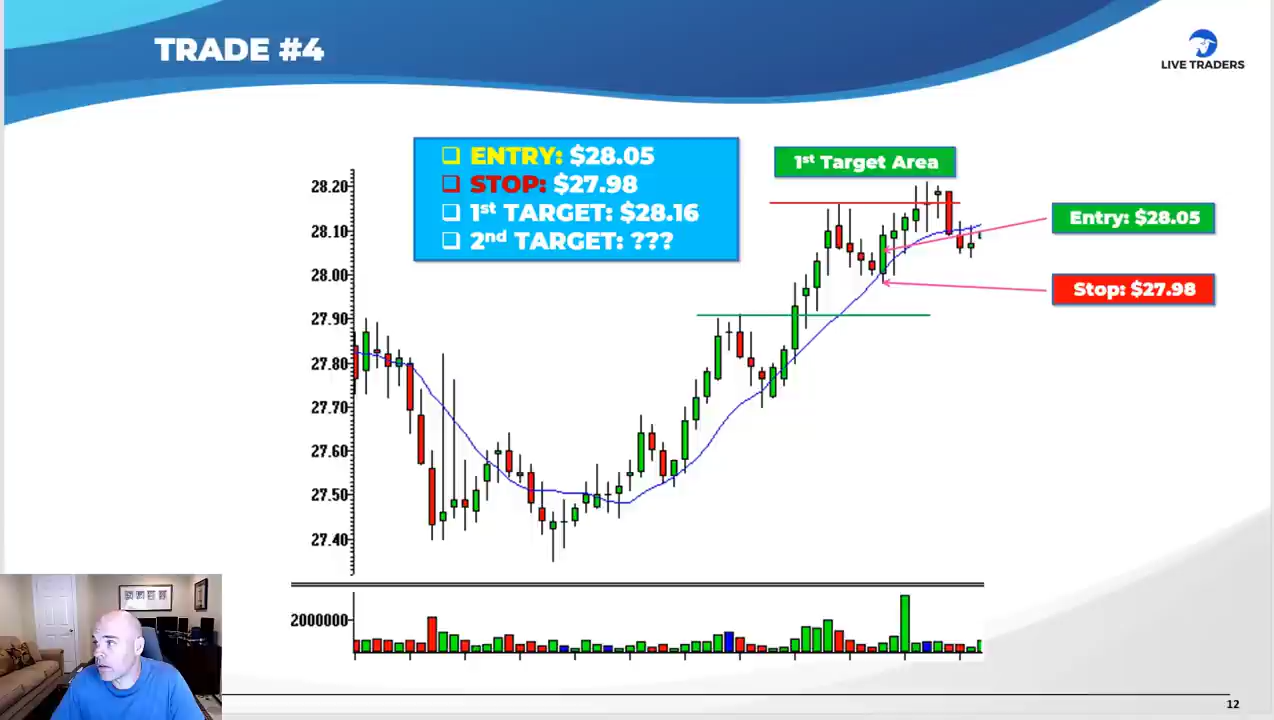 TRADE #4
LIVE TRADERS
ENTRY: $28.05
STOP: $27.98
1st TARGET: $28.16
2nd TARGET: ???
1st Target Area
Entry: $28.05
Stop: $27.98
28.20
28.10
28.00
27.90
27.80
27.70
27.60
27.50
27.40
2000000
12